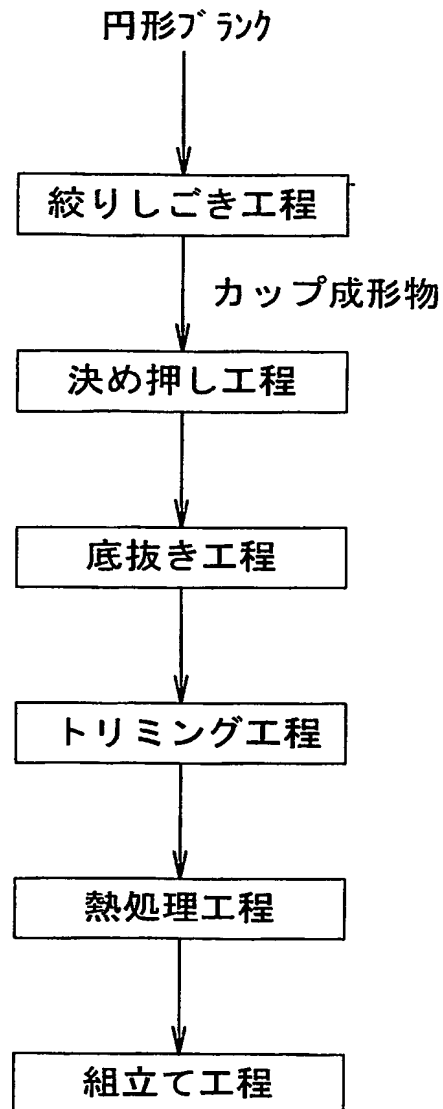 円形ﾌﾞﾗﾝｸ
絞りしごき工程
カップ成形物
決め押し工程
底抜き工程
トリミング工程
熱処理工程
組立て工程